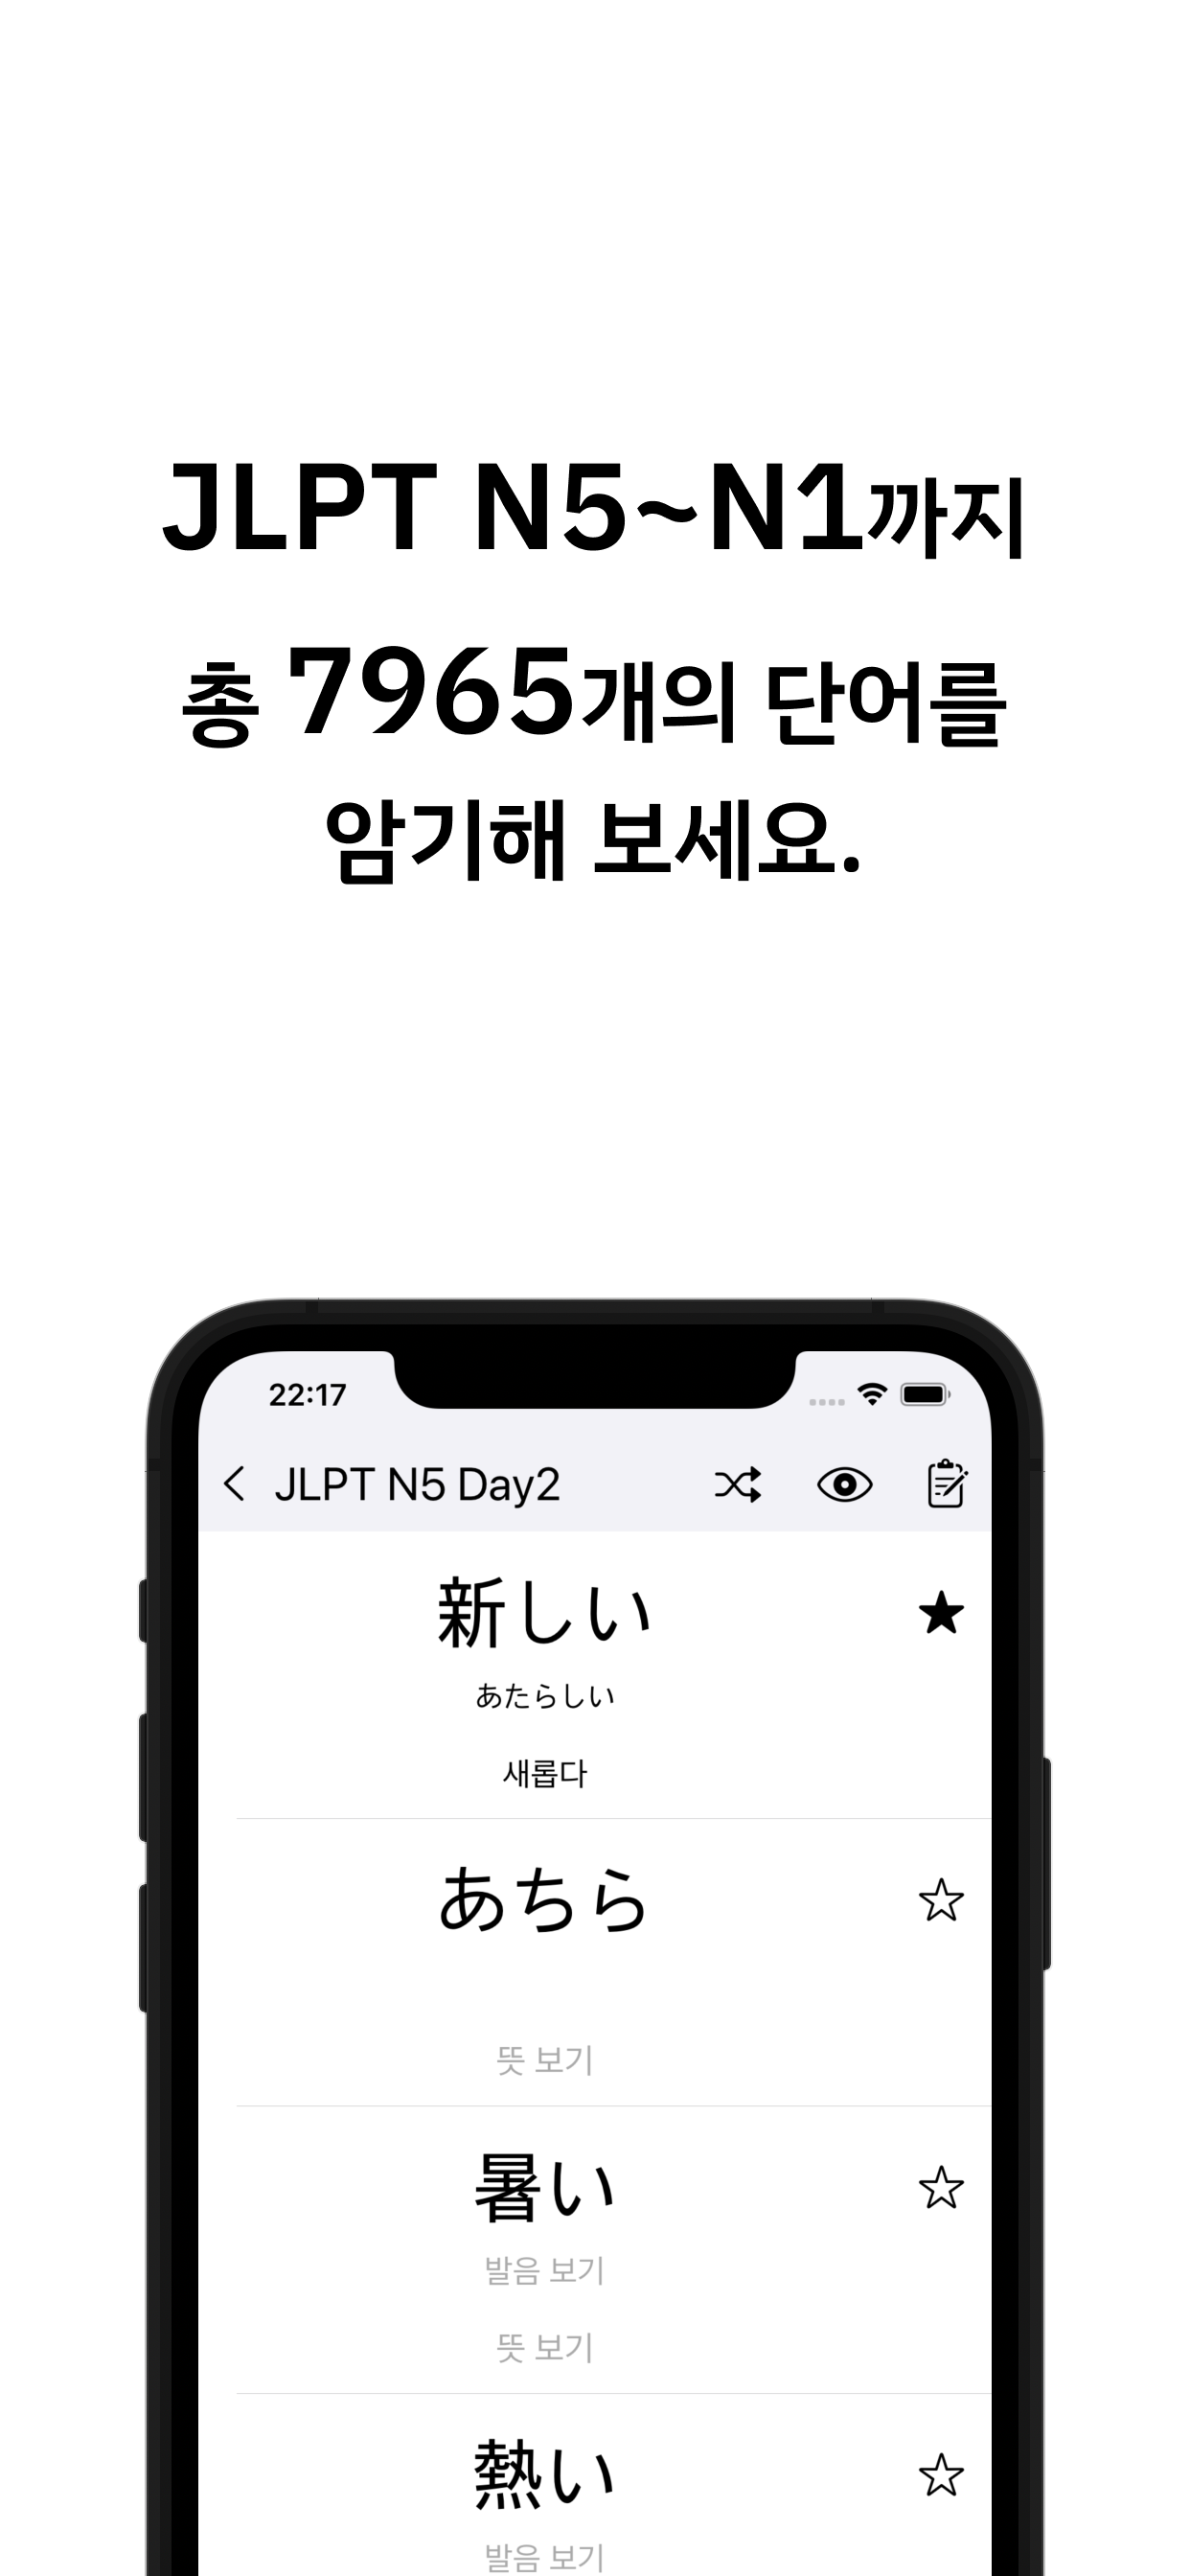 JLPT N5~N1까지
총 7965개의 단어를
암기해 보세요.
22:17
JLPT N5 Day2
新しい
あたらしい
새롭다
あちら
뜻 보기
暑い
발음 보기
뜻 보기
熱い
발음 보기